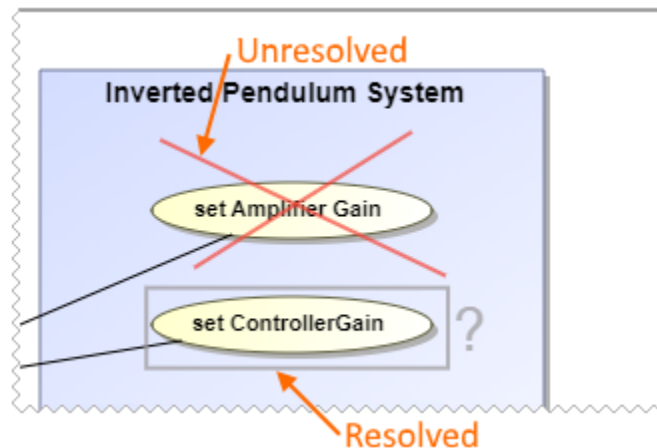 Unresolved
Inverted Pendulum System
set Amplifier Gain
set ControllerGain
?
Resolved